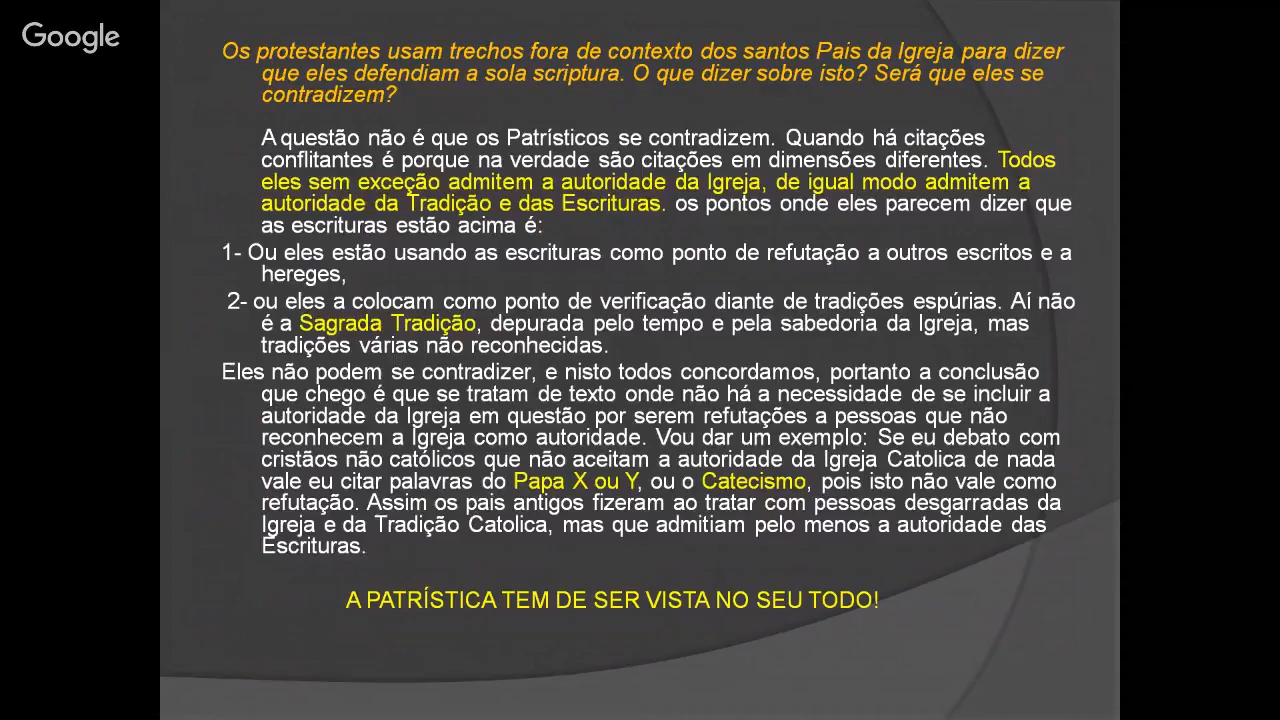 Google
Os protestantes usam trechos fora de contexto dos santos Pais da Igreja para dizer
que eles defendiam a sola scriptura. O que dizer sobre isto? Será que eles se
contradizem?
A questão não é que os Patrísticos se contradizem. Quando há citações
conflitantes é porque na verdade são citações em dimensões diferentes. Todos
eles sem exceção admitem a autoridade da Igreja, de igual modo admitem a
autoridade da Tradição e das Escrituras. os pontos onde eles parecem dizer que
as escrituras estão acima é:
1- Ou eles estão usando as escrituras como ponto de refutação a outros escritos e a
hereges,
2- ou eles a colocam como ponto de verificação diante de tradições espúrias. Aí não
é a Sagrada Tradição, depurada pelo tempo e pela sabedoria da Igreja, mas
tradições várias não reconhecidas.
Eles não podem se contradizer, e nisto todos concordamos, portanto a conclusão
que chego é que se tratam de texto onde não há a necessidade de se incluir a
autoridade da Igreja em questão por serem refutações a pessoas que não
reconhecem a Igreja como autoridade. Vou dar um exemplo: Se eu debato com
cristãos não católicos que não aceitam a autoridade da Igreja Catolica de nada
vale eu citar palavras do Papa X ou Y, ou o Catecismo, pois isto não vale como
refutação. Assim os pais antigos fizeram ao tratar com pessoas desgarradas da
Igreja e da Tradição Catolica, mas que admitiam pelo menos a autoridade das
Escrituras.
A PATRÍSTICA TEM DE SER VISTA NO SEU TODO!